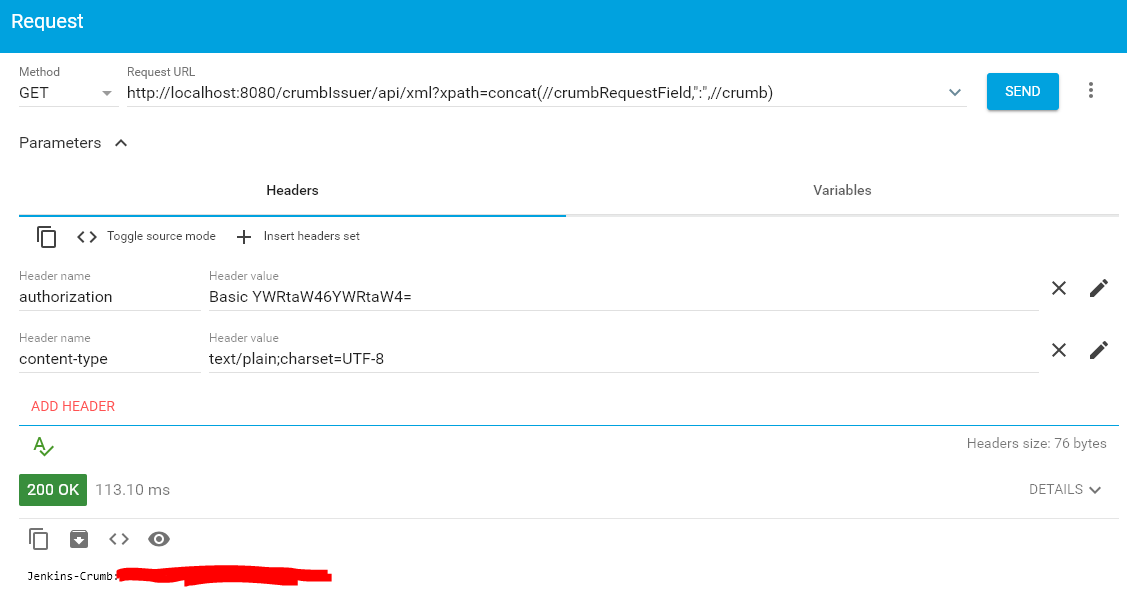 Request
Method
Request URL
GET
http://localhost:8080/crumbIssuer/api/xml?xpath=concat(//crumbRequestField,":",//crumb)
SEND
Parameters
Headers
Variables
Toggle source mode
Insert headers set
Header name
Header value
authorization
Basic YWRtaW46YWRtaW4=
Header name
Header value
content-type
text/plain;charset=UTF-8
ADD HEADER
Headers size: 76 bytes
200 OK
113.10 ms
DETAILS
Jenkins-Crumb: